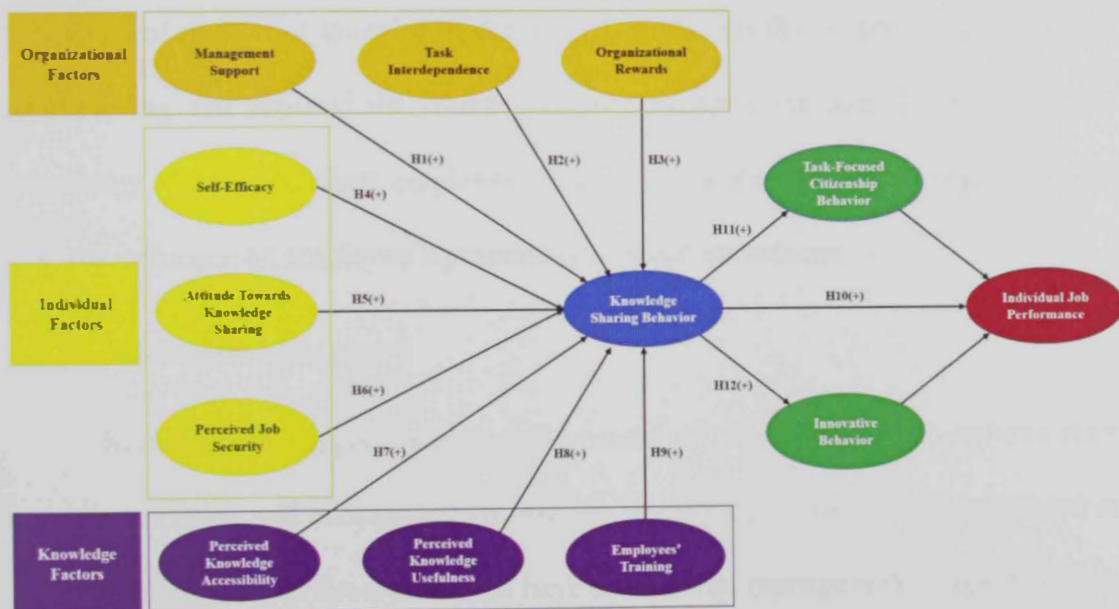 Organizational
Factors
Management
Support
Task
Interdependence
Organizational
Rewards
H1(+)
H2(+)
H3(+)
Self-Efficacy
H4(+)
Task-Focused
Citizenship
Behavior
H11(+)
Individual
Factors
Attitude Towards
Knowledge
Sharing
H5(+)
Knowledge
Sharing Behavior
H10(+)
Individual Job
Performance
H6(+)
H12(+)
Perceived Job
Security
H7(+)
H8(+)
H9(+)
Innovative
Behavior
Knowledge
Factors
Perceived
Knowledge
Accessibility
Perceived
Knowledge
Usefulness
Employees'
Training